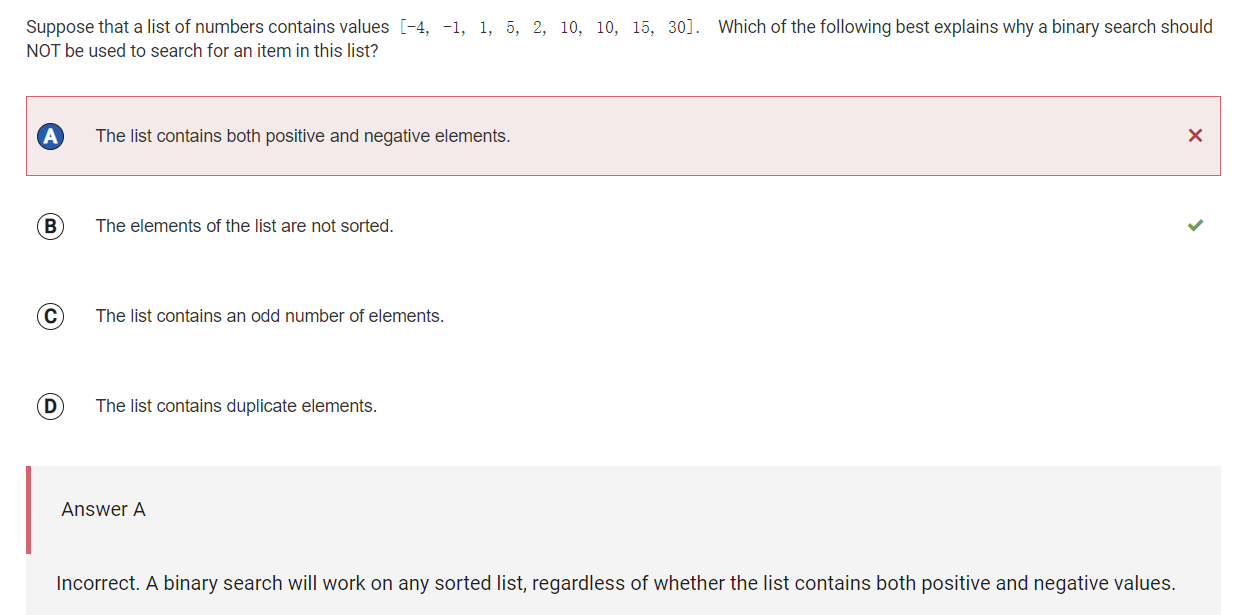 Suppose that a list of numbers contains values [-4, -1, 1, 5, 2, 10, 10, 15, 30]. Which of the following best explains why a binary search should
NOT be used to search for an item in this list?
A The list contains both positive and negative elements.
B The elements of the list are not sorted.
C The list contains an odd number of elements.
D The list contains duplicate elements.
Answer A
Incorrect. A binary search will work on any sorted list, regardless of whether the list contains both positive and negative values.